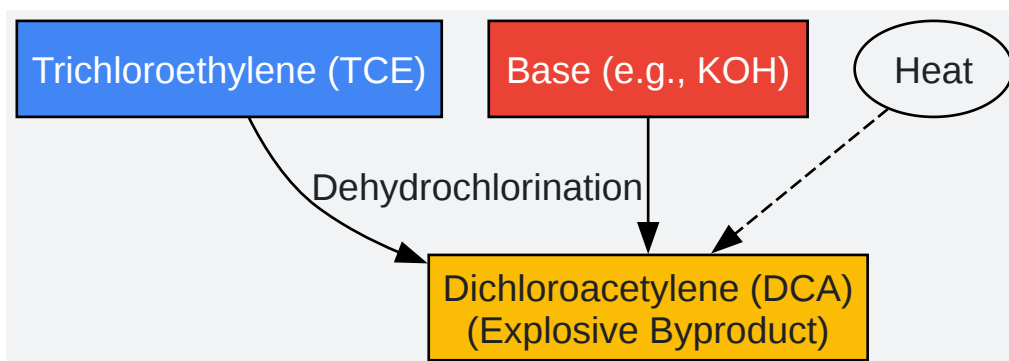 Trichloroethylene (TCE)
Base (e.g., KOH)
Heat
Dehydrochlorination
Dichloroacetylene (DCA)
(Explosive Byproduct)